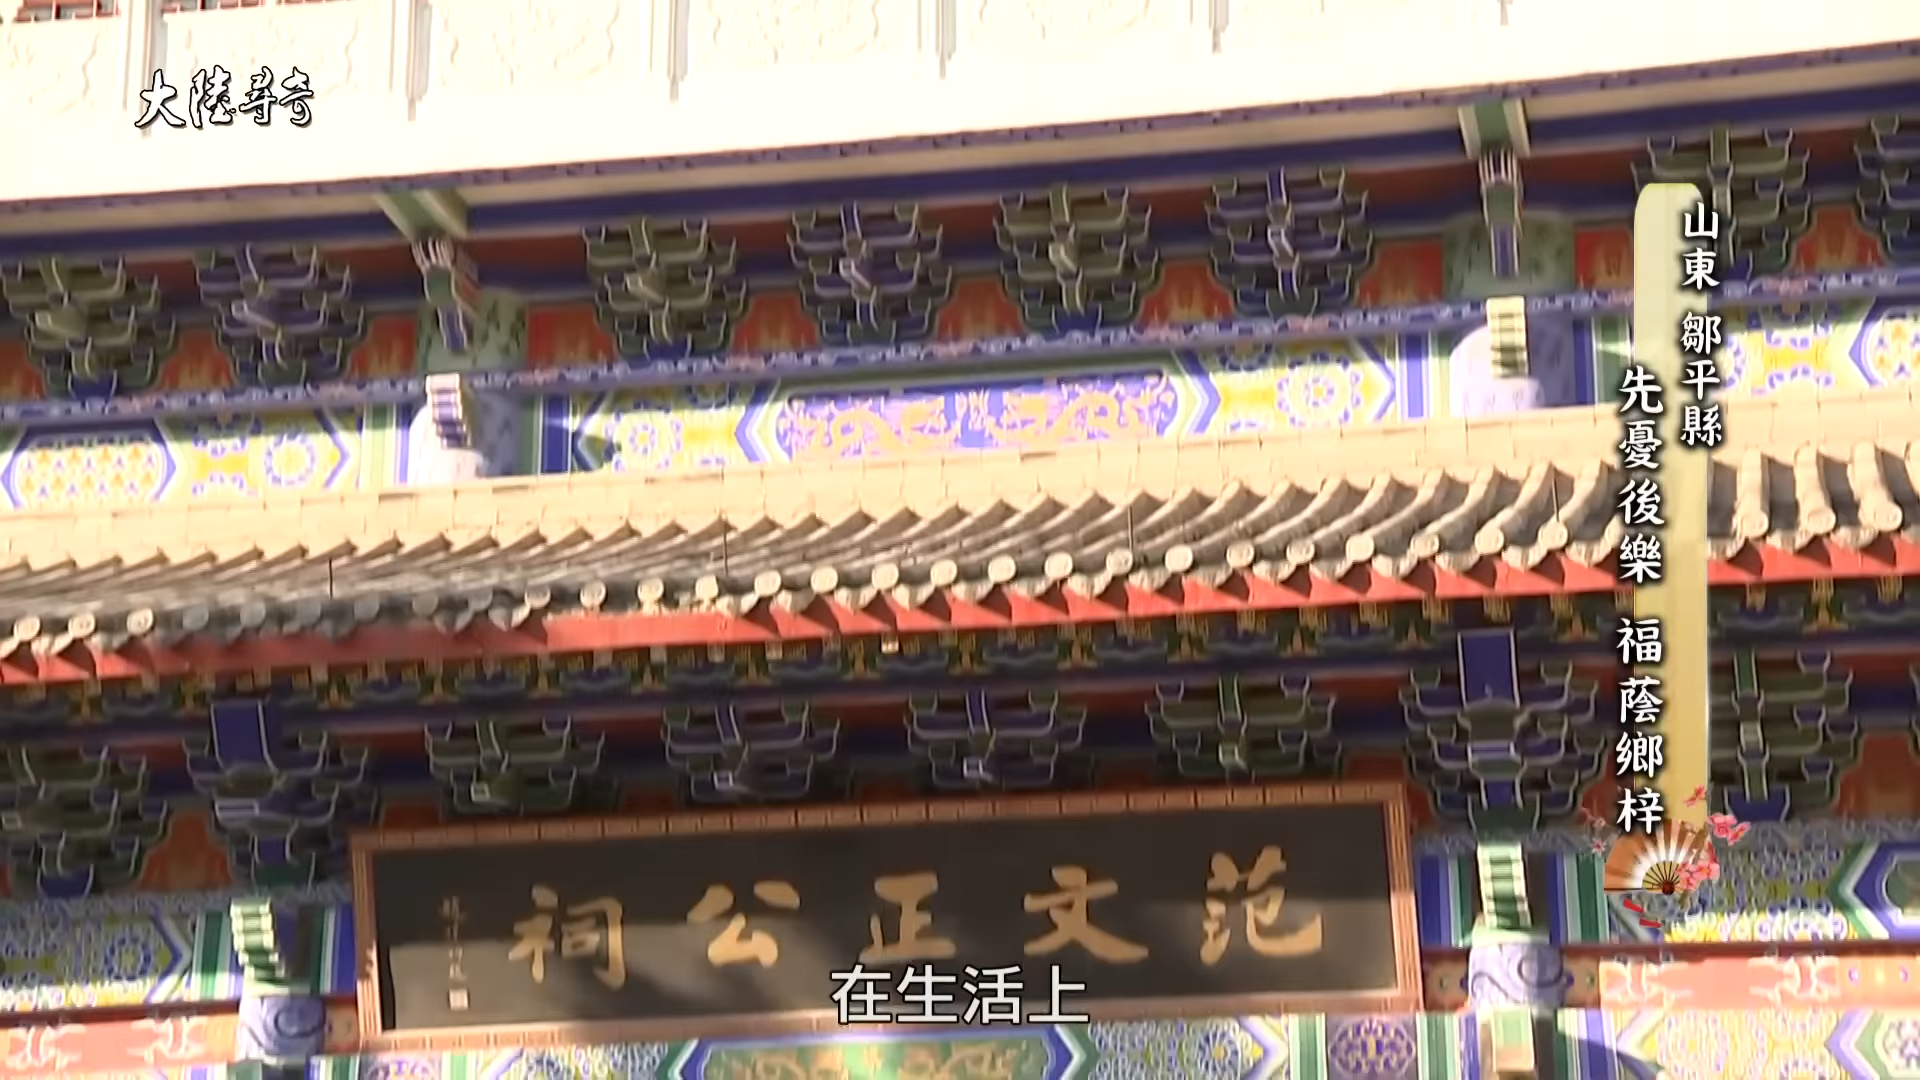 大陸尋奇
山東 鄒平縣
先憂後樂 福蔭鄉梓
范文正公祠
在生活上